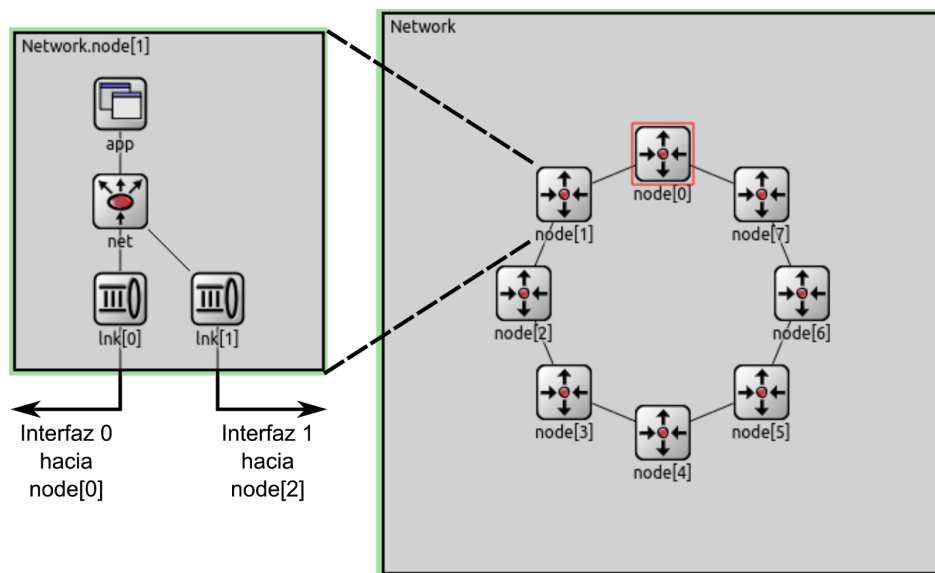 Network.node[1]
app
net
lnk[0]
lnk[1]
Interfaz 0
hacia
node[0]
Interfaz 1
hacia
node[2]
Network
node[0]
node[1]
node[7]
node[2]
node[6]
node[3]
node[5]
node[4]